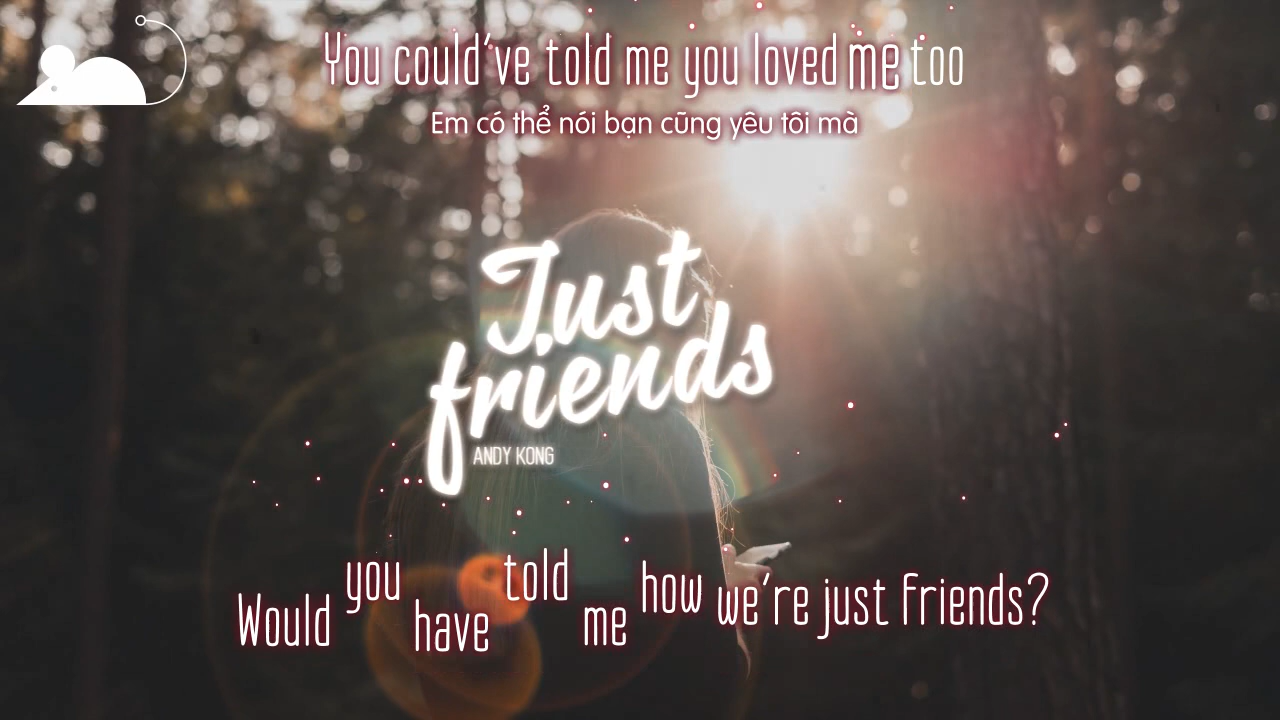 You could've told me you loved me too
Em có thể nói bạn cũng yêu tôi mà
Just
friends
ANDY KONG
Would you have told me how we're just friends?